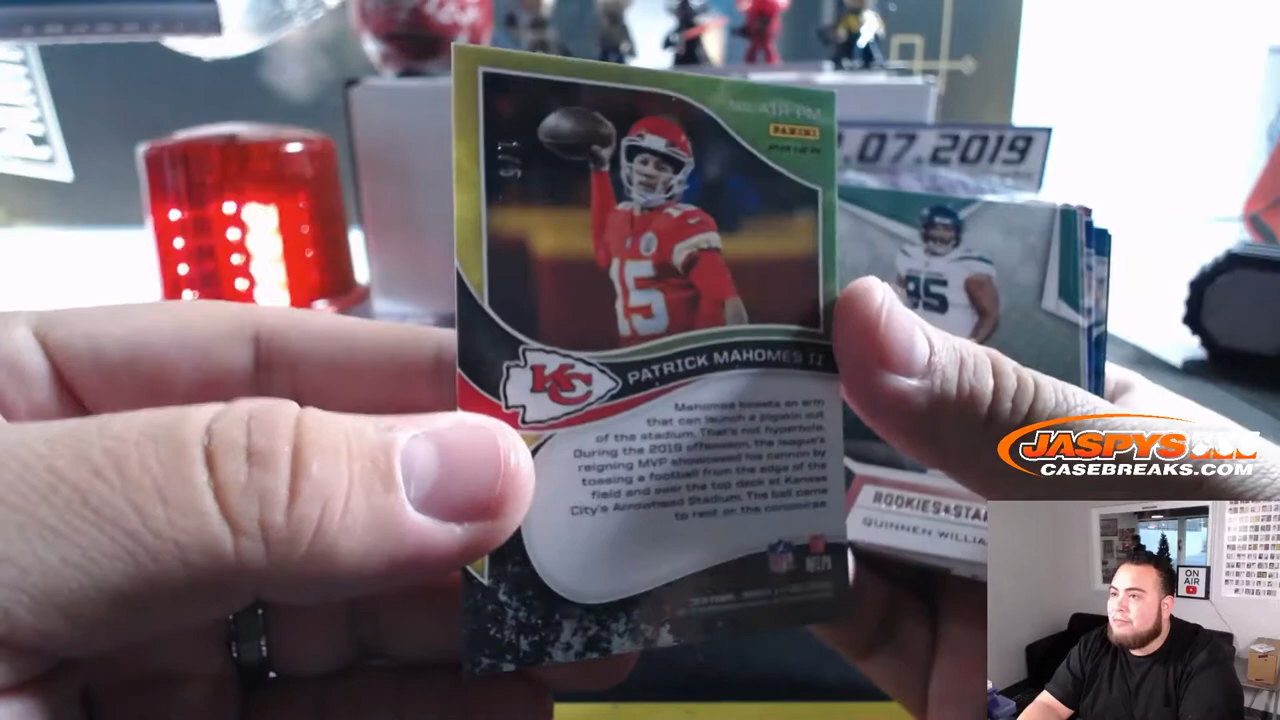 PANINI
.07.2019
15
95
KC
PATRICK MAHOMES II
Mahomes boasts an arm
that can launch a pigskin out
of the stadium. That's not hyperbole.
During the 2019 offseason, the league's
reigning MVP showcased his cannon by
tossing a football from the edge of the
field and over the top deck at Kansas
City's Arrowhead Stadium. The ball came
to rest on the concourse
ROOKIES & STA
QUINNEN WILLIA
JASPYS
CASEBREAKS.COM
ON
AIR